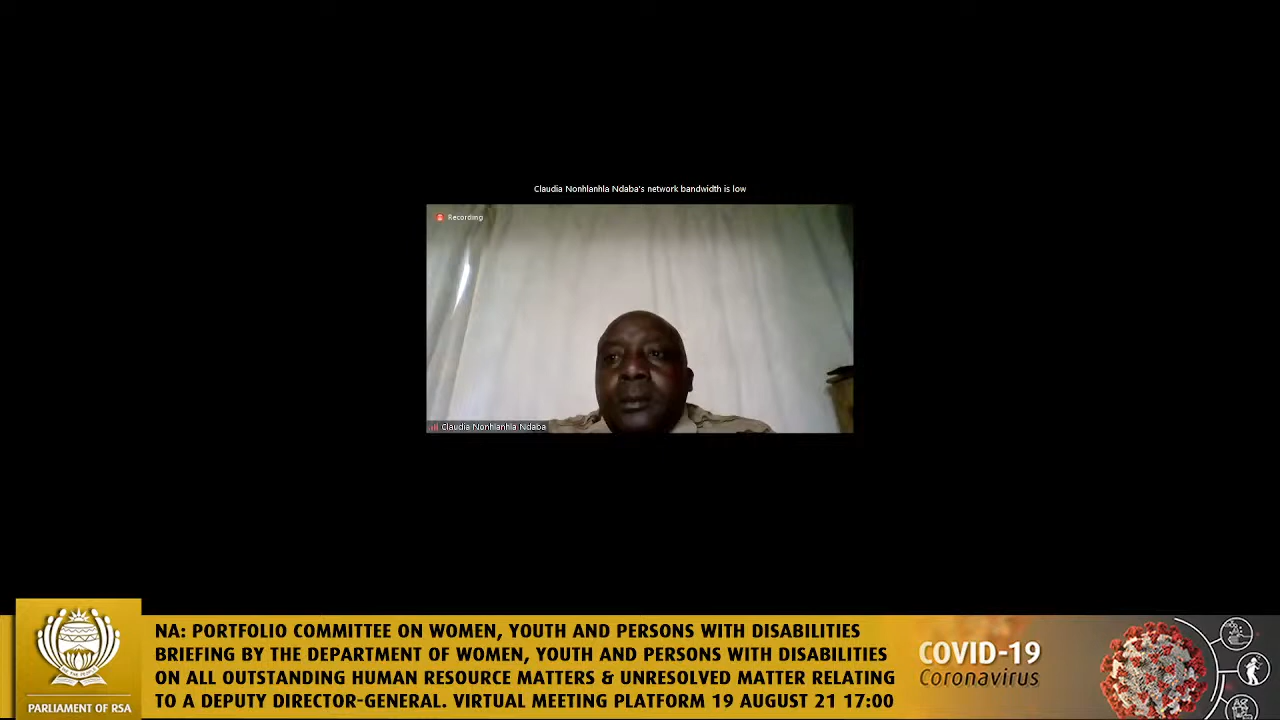 Claudia Nonhlanhla Ndaba's network bandwidth is low
Recording
Claudia Nonhlanhla Ndaba
NA: PORTFOLIO COMMITTEE ON WOMEN, YOUTH AND PERSONS WITH DISABILITIES
BRIEFING BY THE DEPARTMENT OF WOMEN, YOUTH AND PERSONS WITH DISABILITIES
ON ALL OUTSTANDING HUMAN RESOURCE MATTERS & UNRESOLVED MATTER RELATING
TO A DEPUTY DIRECTOR-GENERAL. VIRTUAL MEETING PLATFORM 19 AUGUST 21 17:00
PARLIAMENT OF RSA
COVID-19
Coronavirus